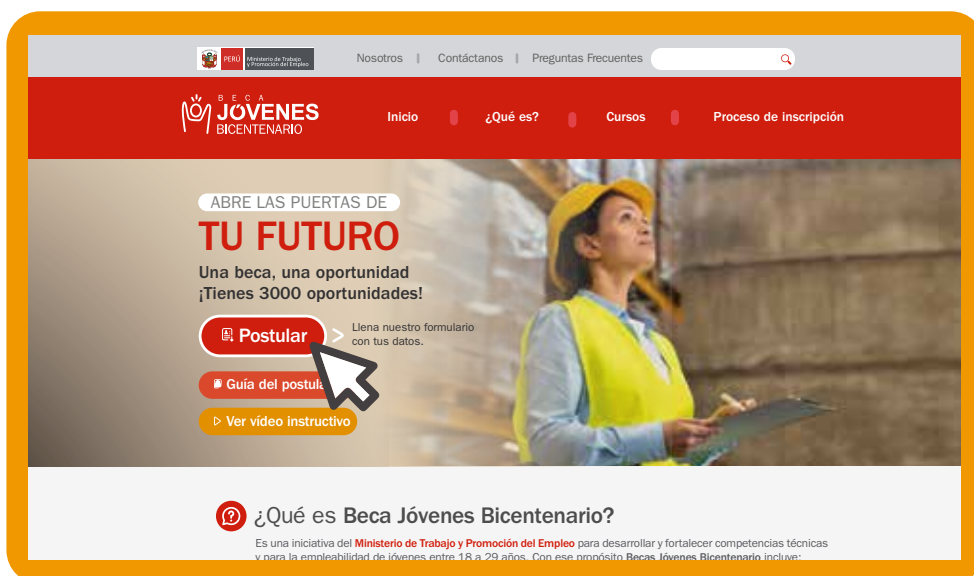 PERÚ
Ministerio de Trabajo
y Promoción del Empleo
Nosotros | Contáctanos | Preguntas Frecuentes
BECA
JÓVENES
BICENTENARIO
Inicio
¿Qué es?
Cursos
Proceso de inscripción
ABRE LAS PUERTAS DE
TU FUTURO
Una beca, una oportunidad
¡Tienes 3000 oportunidades!
Postular
Llena nuestro formulario
con tus datos.
Guía del postula
Ver vídeo instructivo
¿Qué es Beca Jóvenes Bicentenario?
Es una iniciativa del Ministerio de Trabajo y Promoción del Empleo para desarrollar y fortalecer competencias técnicas
y para la empleabilidad de jóvenes entre 18 a 29 años. Con ese propósito Becas Jóvenes Bicentenario incluye: